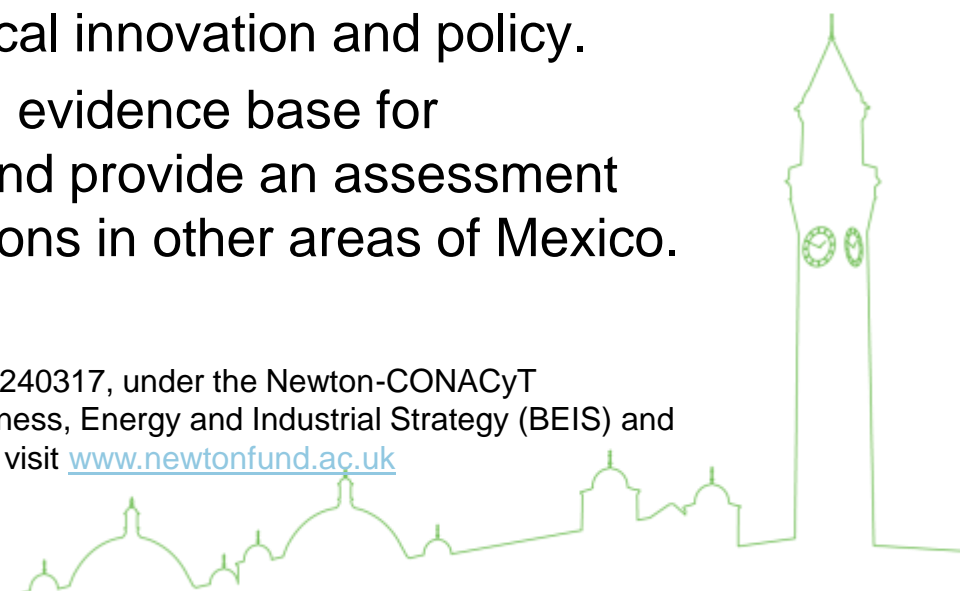 cal innovation and policy.
evidence base for
nd provide an assessment
ons in other areas of Mexico.
240317, under the Newton-CONACyT
ness, Energy and Industrial Strategy (BEIS) and
visit www.newtonfund.ac.uk